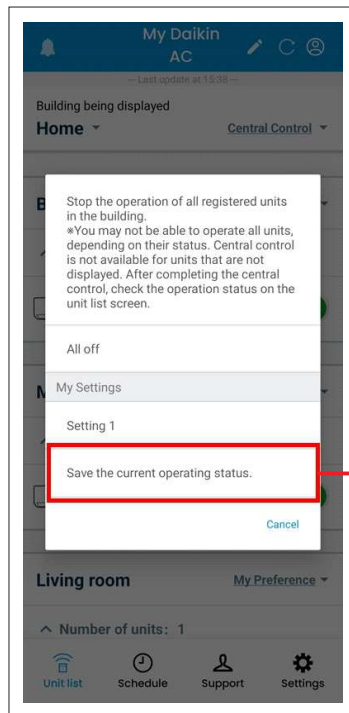 My Daikin
AC
— Last update at 15:38 —
Building being displayed
Home
Central Control
B
Stop the operation of all registered units
in the building.
*You may not be able to operate all units,
depending on their status. Central control
is not available for units that are not
displayed. After completing the central
control, check the operation status on the
unit list screen.
All off
My Settings
M
Setting 1
Save the current operating status.
Cancel
Living room
My Preference
Number of units: 1
Unit list
Schedule
Support
Settings